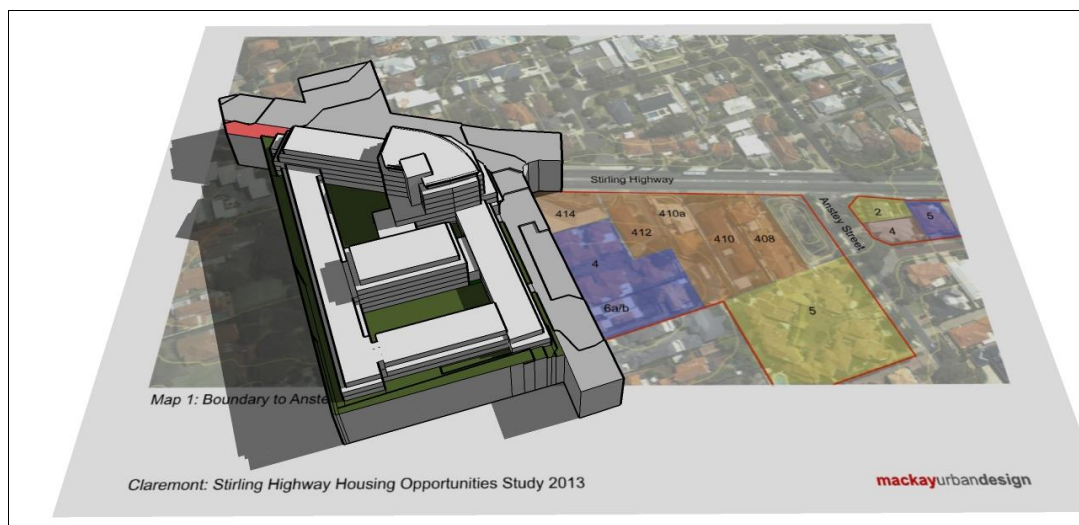 Stirling Highway
414
410a
412
410
408
Anstey Street
2
5
4
4
6a/b
5
Map 1: Boundary to
Claremont: Stirling Highway Housing Opportunities Study 2013
mackayurbandesign